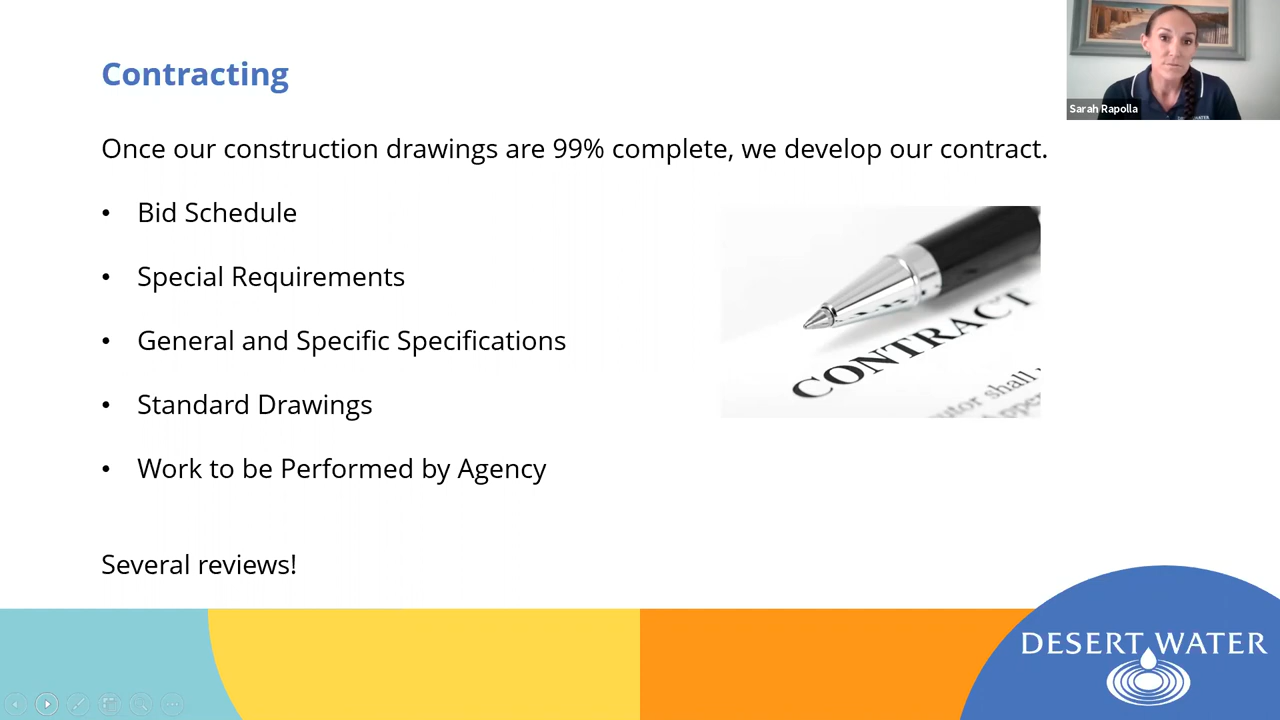 Contracting
Sarah Rapolla
Once our construction drawings are 99% complete, we develop our contract.
• Bid Schedule
• Special Requirements
• General and Specific Specifications
• Standard Drawings
• Work to be Performed by Agency
CONTRACT
shall
Several reviews!
DESERT WATER